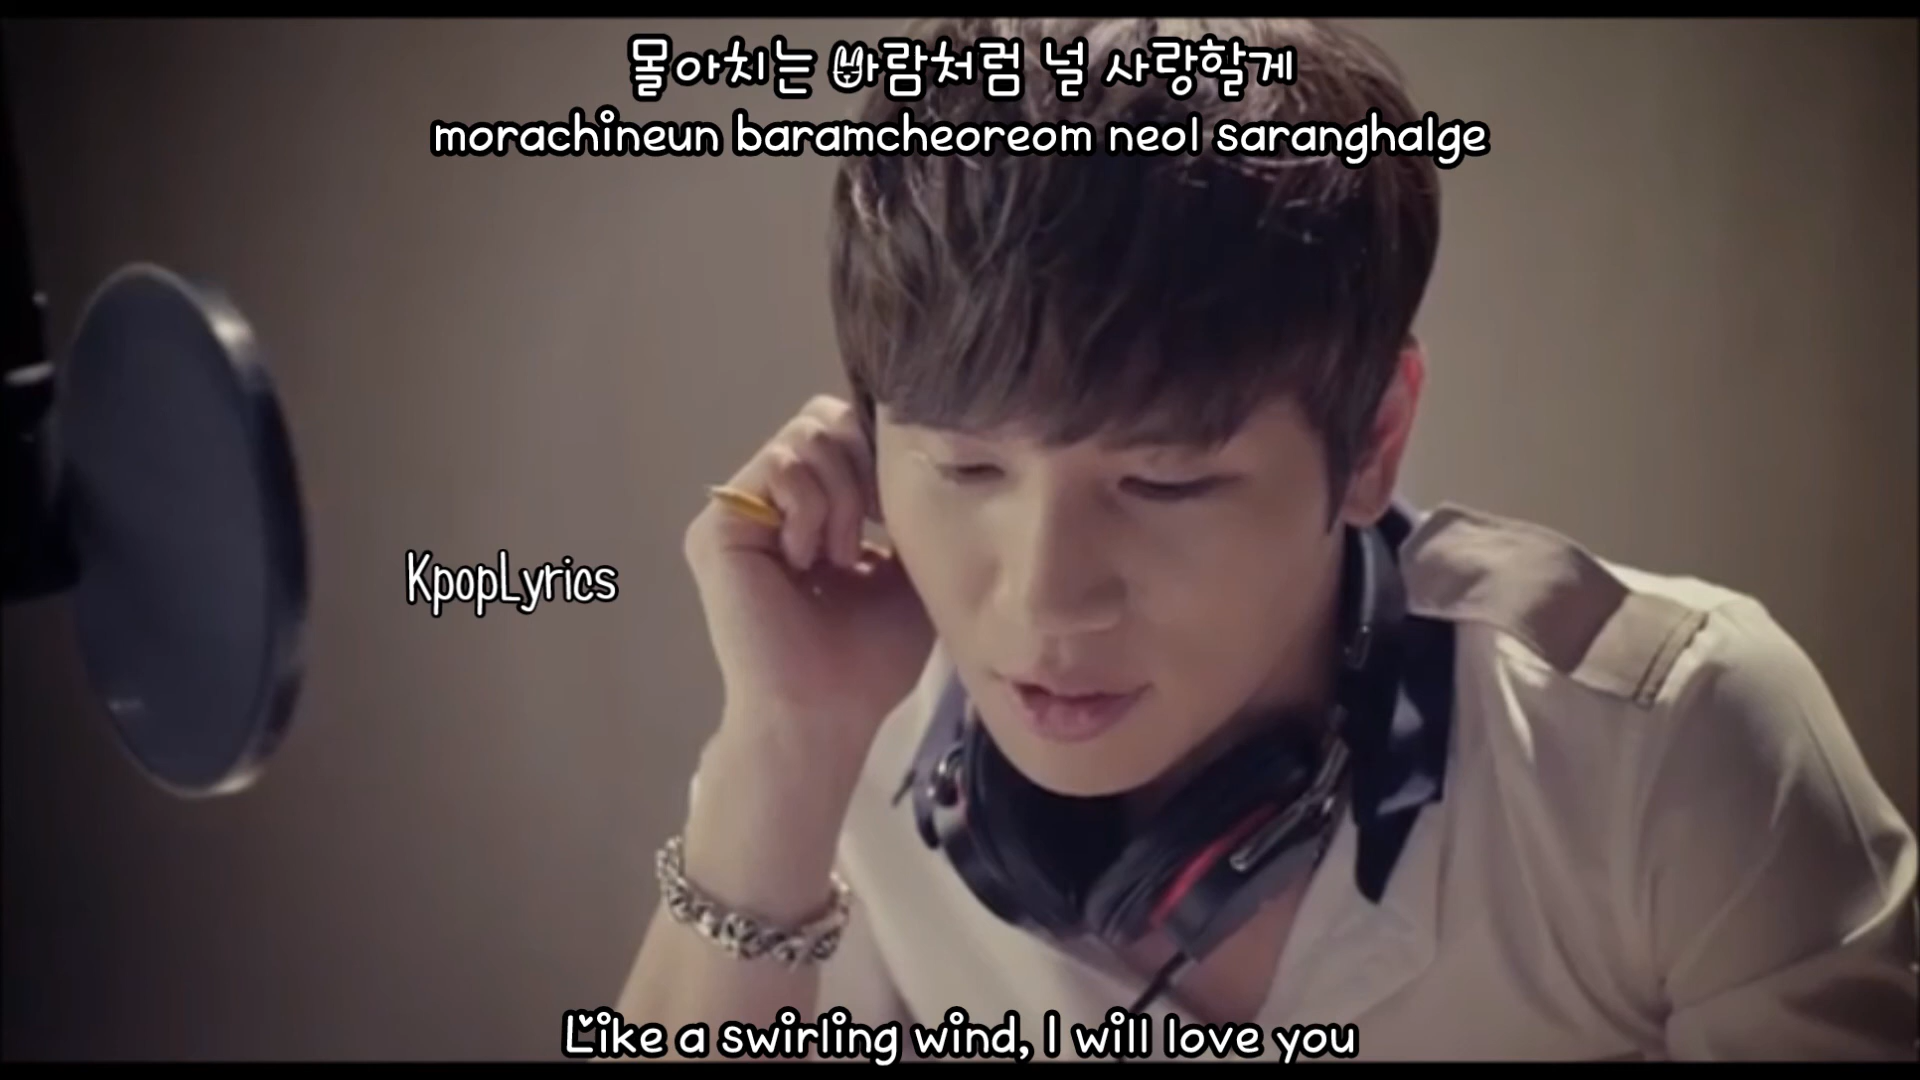 몰아치는 바람처럼 널 사랑할게
morachineun baramcheoreom neol saranghalge
KpopLyrics
Like a swirling wind, I will love you